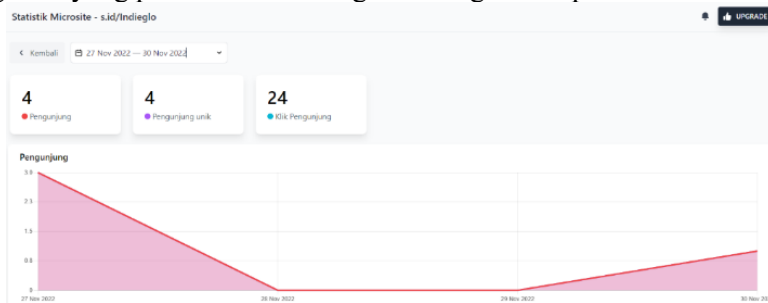 Statistik Microsite - s.id/Indieglo
UPGRADE
Kembali
27 Nov 2022 — 30 Nov 2022
4
Pengunjung
4
Pengunjung unik
24
Klik Pengunjung
Pengunjung
3.0
2.3
1.5
0.8
0
27 Nov 2022
28 Nov 2022
29 Nov 2022
30 Nov 20